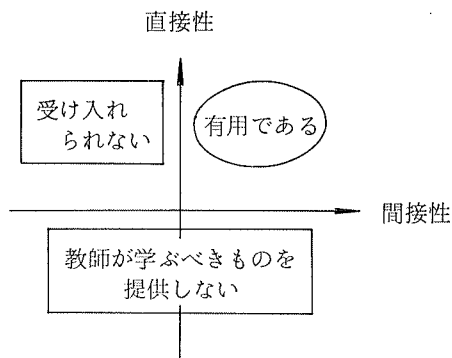 直接性
受け入れ
られない
有用である
間接性
教師が学ぶべきものを
提供しない